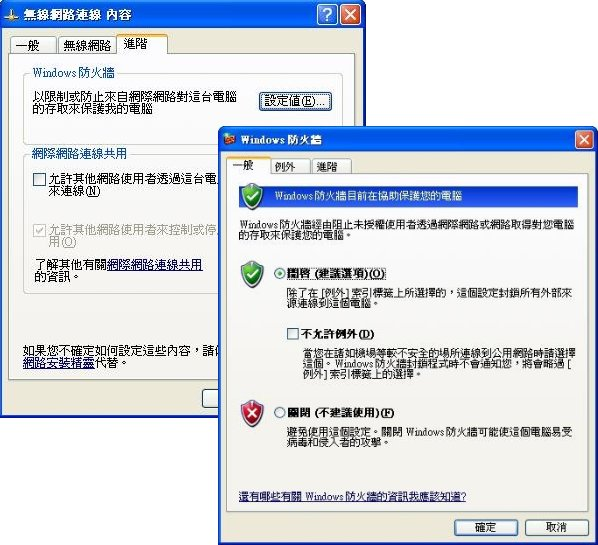 無線網路連線 內容
一般
無線網路
進階
Windows 防火牆
以限制或防止來自網際網路對這台電腦
的存取來保護我的電腦
設定值(E)...
網際網路連線共用
允許其他網路使用者透過這台電
來連線(N)
允許其他網路使用者來控制或停
用(O)
了解其他有關網際網路連線共用
的資訊。
如果您不確定如何設定這些內容，請
網路安裝精靈代替。
Windows 防火牆
一般
例外
進階
Windows 防火牆目前在協助保護您的電腦
Windows 防火牆經由阻止未授權使用者透過網際網路或網路取得對您電腦
的存取來保護您的電腦。
開啓 (建議選項)(O)
除了在 [例外] 索引標籤上所選擇的，這個設定封鎖所有外部來
源連線到這個電腦。
不允許例外(D)
當您在諸如機場等較不安全的場所連線到公用網路時請選擇
這個。Windows 防火牆封鎖程式時不會通知您，將會略過 [
例外] 索引標籤上的選擇。
關閉 (不建議使用)(F)
避免使用這個設定。關閉 Windows 防火牆可能使這個電腦易受
病毒和侵入者的攻擊。
還有哪些有關 Windows 防火牆的資訊我應該知道?
確定
取消